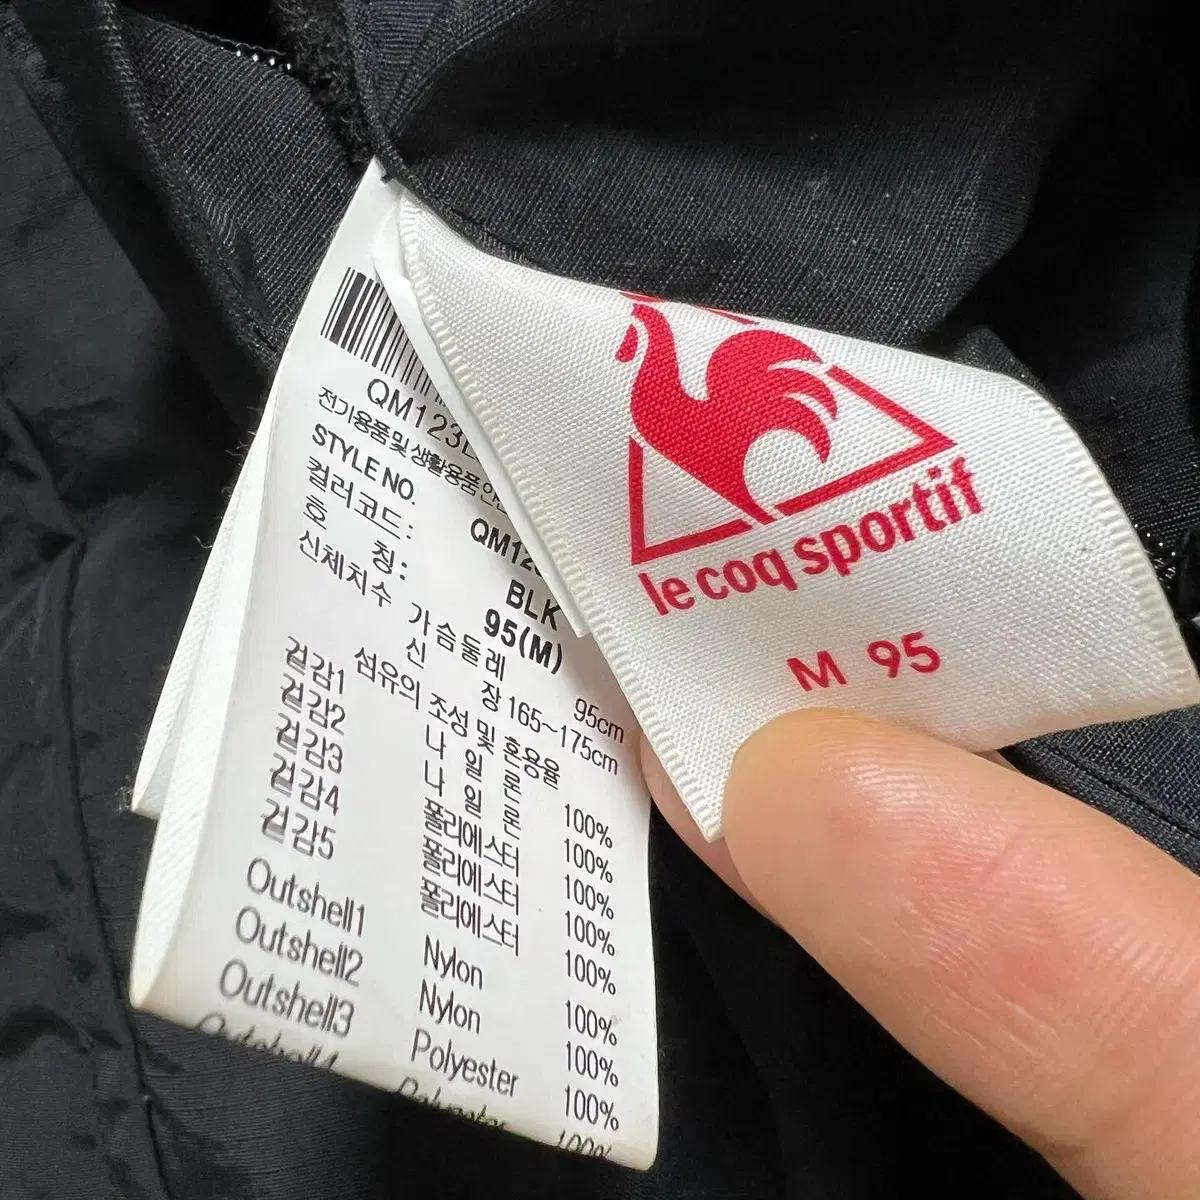 QM123
전기용품및 생활용품안
STYLE NO.
컬러코드: QM12
호 칭: BLK
신체치수 95(M)
가슴둘레 95cm
신 장 165~175cm
섬유의 조성 및 혼용율
겉감1 나 일 론 100%
겉감2 나 일 론 100%
겉감3 폴리에스터 100%
겉감4 폴리에스터 100%
겉감5 폴리에스터 100%
Outshell1 Nylon 100%
Outshell2 Nylon 100%
Outshell3 Polyester 100%
Outshell4 Polyester 100%
le coq sportif
M 95